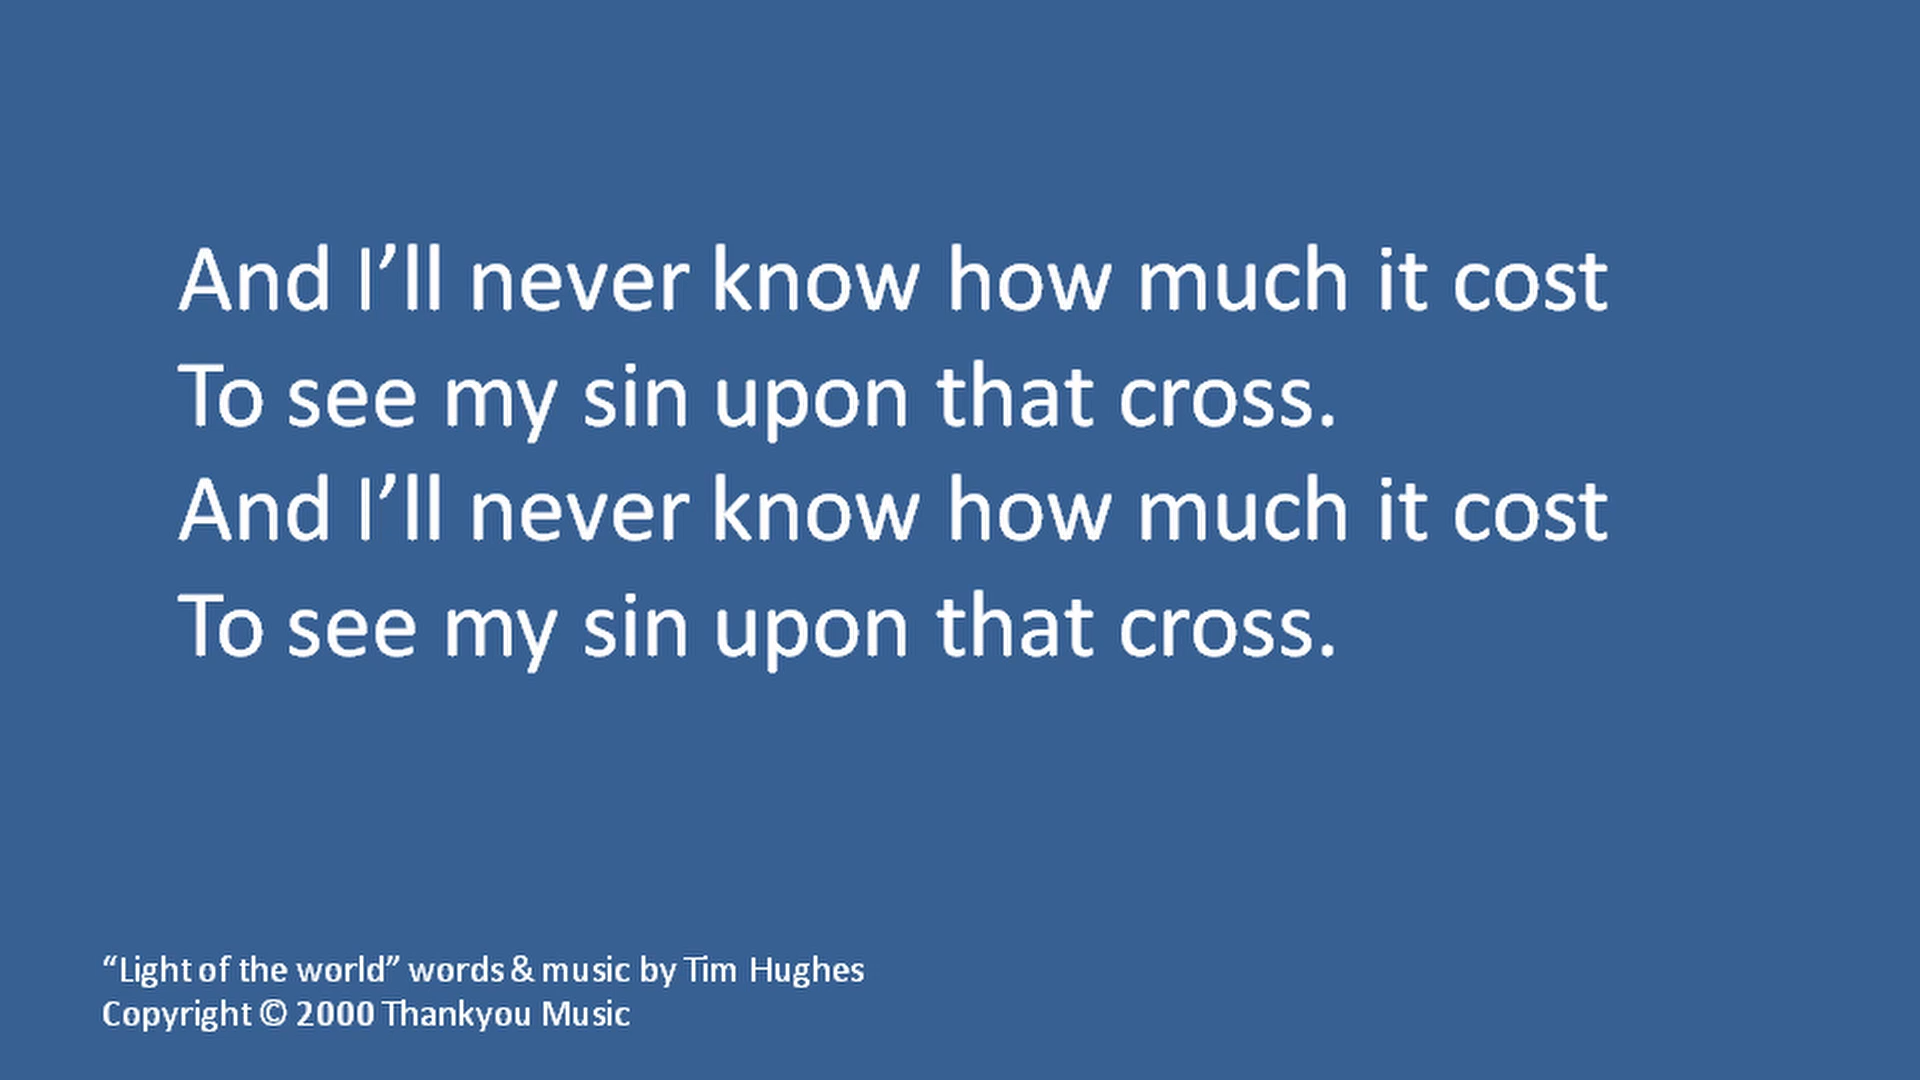 And I’ll never know how much it cost
To see my sin upon that cross.
And I’ll never know how much it cost
To see my sin upon that cross.
“Light of the world” words & music by Tim Hughes
Copyright © 2000 Thankyou Music